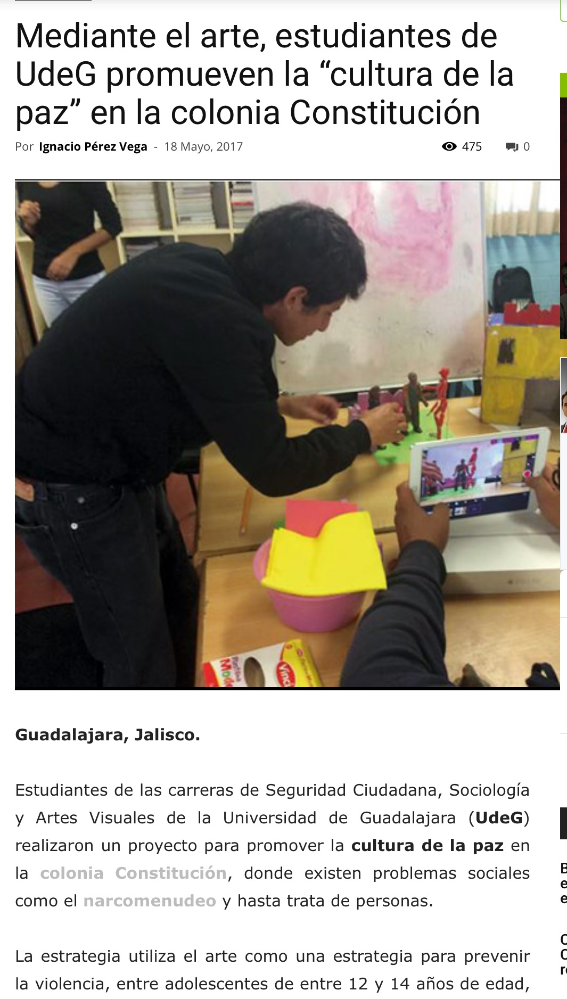 Mediante el arte, estudiantes de
UdeG promueven la “cultura de la
paz” en la colonia Constitución
Por Ignacio Pérez Vega - 18 Mayo, 2017 475 0
Vinci
Guadalajara, Jalisco.
Estudiantes de las carreras de Seguridad Ciudadana, Sociología
y Artes Visuales de la Universidad de Guadalajara (UdeG)
realizaron un proyecto para promover la cultura de la paz en
la colonia Constitución, donde existen problemas sociales
como el narcomenudeo y hasta trata de personas.
La estrategia utiliza el arte como una estrategia para prevenir
la violencia, entre adolescentes de entre 12 y 14 años de edad,